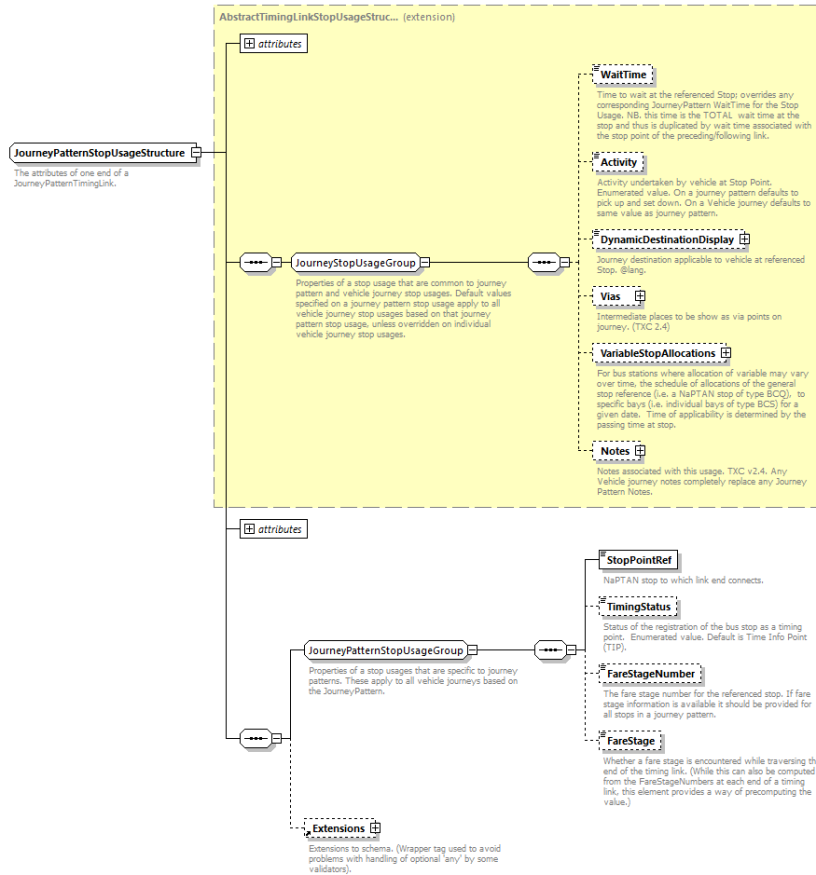 AbstractTimingLinkStopUsageStruc... (extension)
attributes
JourneyPatternStopUsageStructure
The attributes of one end of a
JourneyPatternTimingLink.
JourneyStopUsageGroup
Properties of a stop usage that are common to journey
pattern and vehicle journey stop usages. Default values
specified on a journey pattern stop usage apply to all
vehicle journey stop usages based on that journey
pattern stop usage, unless overridden on individual
vehicle journey stop usages.
WaitTime
Time to wait at the referenced Stop; overrides any
corresponding JourneyPattern WaitTime for the Stop
Usage. NB. this time is the TOTAL wait time at the
stop and thus is duplicated by wait time associated with
the stop point of the preceding/following link.
Activity
Activity undertaken by vehicle at Stop Point.
Enumerated value. On a journey pattern defaults to
pick up and set down. On a Vehicle journey defaults to
same value as journey pattern.
DynamicDestinationDisplay
Journey destination applicable to vehicle at referenced
Stop. @lang.
Vias
Intermediate places to be show as via points on
journey. (TXC 2.4)
VariableStopAllocations
For bus stations where allocation of variable may vary
over time, the schedule of allocations of the general
stop reference (i.e. a NaPTAN stop of type BCQ), to
specific bays (i.e. individual bays of type BCS) for a
given date. Time of applicability is determined by the
passing time at stop.
Notes
Notes associated with this usage. TXC v2.4. Any
Vehicle journey notes completely replace any Journey
Pattern Notes.
attributes
JourneyPatternStopUsageGroup
Properties of a stop usages that are specific to journey
patterns. These apply to all vehicle journeys based on
the JourneyPattern.
StopPointRef
NaPTAN stop to which link end connects.
TimingStatus
Status of the registration of the bus stop as a timing
point. Enumerated value. Default is Time Info Point
(TIP).
FareStageNumber
The fare stage number for the referenced stop. If fare
stage information is available it should be provided for
all stops in a journey pattern.
FareStage
Whether a fare stage is encountered while traversing th
end of the timing link. (While this can also be computed
from the FareStageNumbers at each end of a timing
link, this element provides a way of precomputing the
value.)
Extensions
Extensions to schema. (Wrapper tag used to avoid
problems with handling of optional 'any' by some
validators).